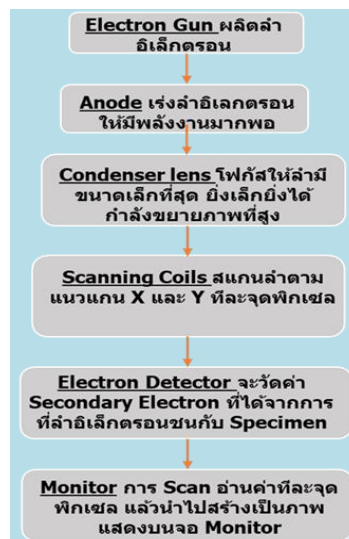 Electron Gun ผลิตลำ
อิเล็กตรอน
Anode เร่งลำอิเลกตรอน
ให้มีพลังงานมากพอ
Condenser lens โฟกัสให้ลำมี
ขนาดเล็กที่สุด ยิ่งเล็กยิ่งได้
กำลังขยายภาพที่สูง
Scanning Coils สแกนลำตาม
แนวแกน X และ Y ทีละจุดพิกเซล
Electron Detector จะวัดค่า
Secondary Electron ที่ได้จากการ
ที่ลำอิเล็กตรอนชนกับ Specimen
Monitor การ Scan อ่านค่าทีละจุด
พิกเซล แล้วนำไปสร้างเป็นภาพ
แสดงบนจอ Monitor